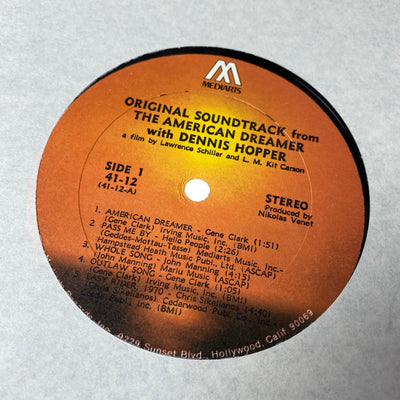 MEDIARTS
ORIGINAL SOUNDTRACK from
THE AMERICAN DREAMER
with DENNIS HOPPER
a film by Lawrence Schiller and L. M. Kit Carson
SIDE 1
41-12
(41-12-A)
STEREO
Produced by
Nikolas Venet
1. AMERICAN DREAMER - Gene Clark (1:51)
(Gene Clark) Irving Music, Inc. (BMI)
2. PASS ME BY - Hello People (2:26)
(Geddes-Mottau-Tasse) Mediarts Music, Inc.-
Hampstead Heath Music Publ., Ltd. (ASCAP)
3. WHOLE SONG - John Manning (4:15)
(John Manning) Marlu Music (ASCAP)
4. OUTLAW SONG - Gene Clark (1:05)
(Gene Clark) Irving Music, Inc. (BMI)
5. EASY RIDER, 1970 - Chris Sikelianos (4:40)
(Chris Sikelianos), Cedarwood Publ. Co., Inc.-
Publ., Inc. (BMI)
Inc., 9229 Sunset Blvd., Hollywood, Calif. 90069